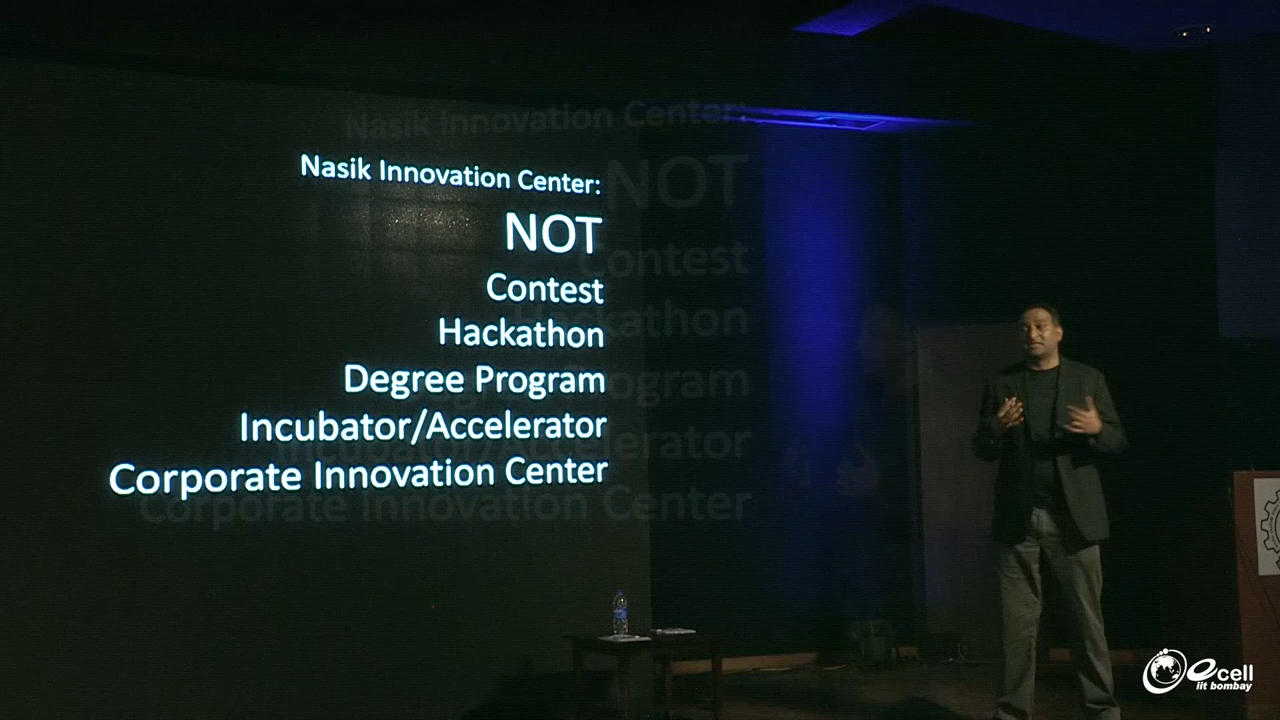 Nasik Innovation Center:
NOT
Contest
Hackathon
Degree Program
Incubator/Accelerator
Corporate Innovation Center
ecell
iit bombay